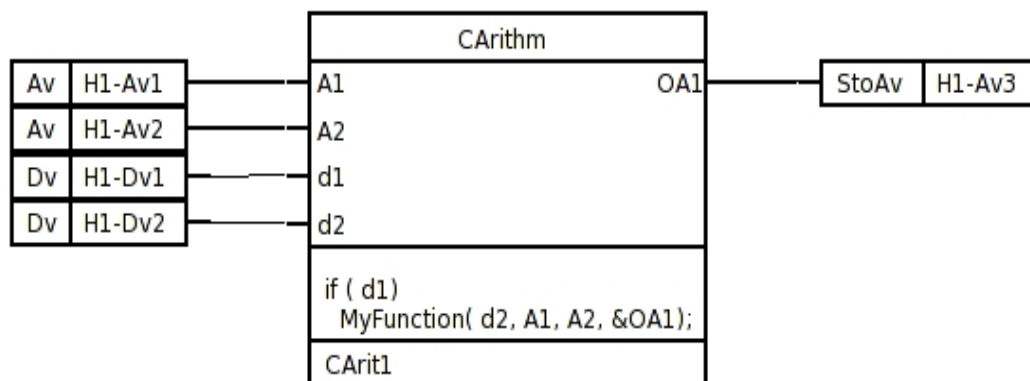 CArithm
Av H1-Av1 A1 OA1 StoAv H1-Av3
Av H1-Av2 A2
Dv H1-Dv1 d1
Dv H1-Dv2 d2
if ( d1)
MyFunction( d2, A1, A2, &OA1);
CArit1